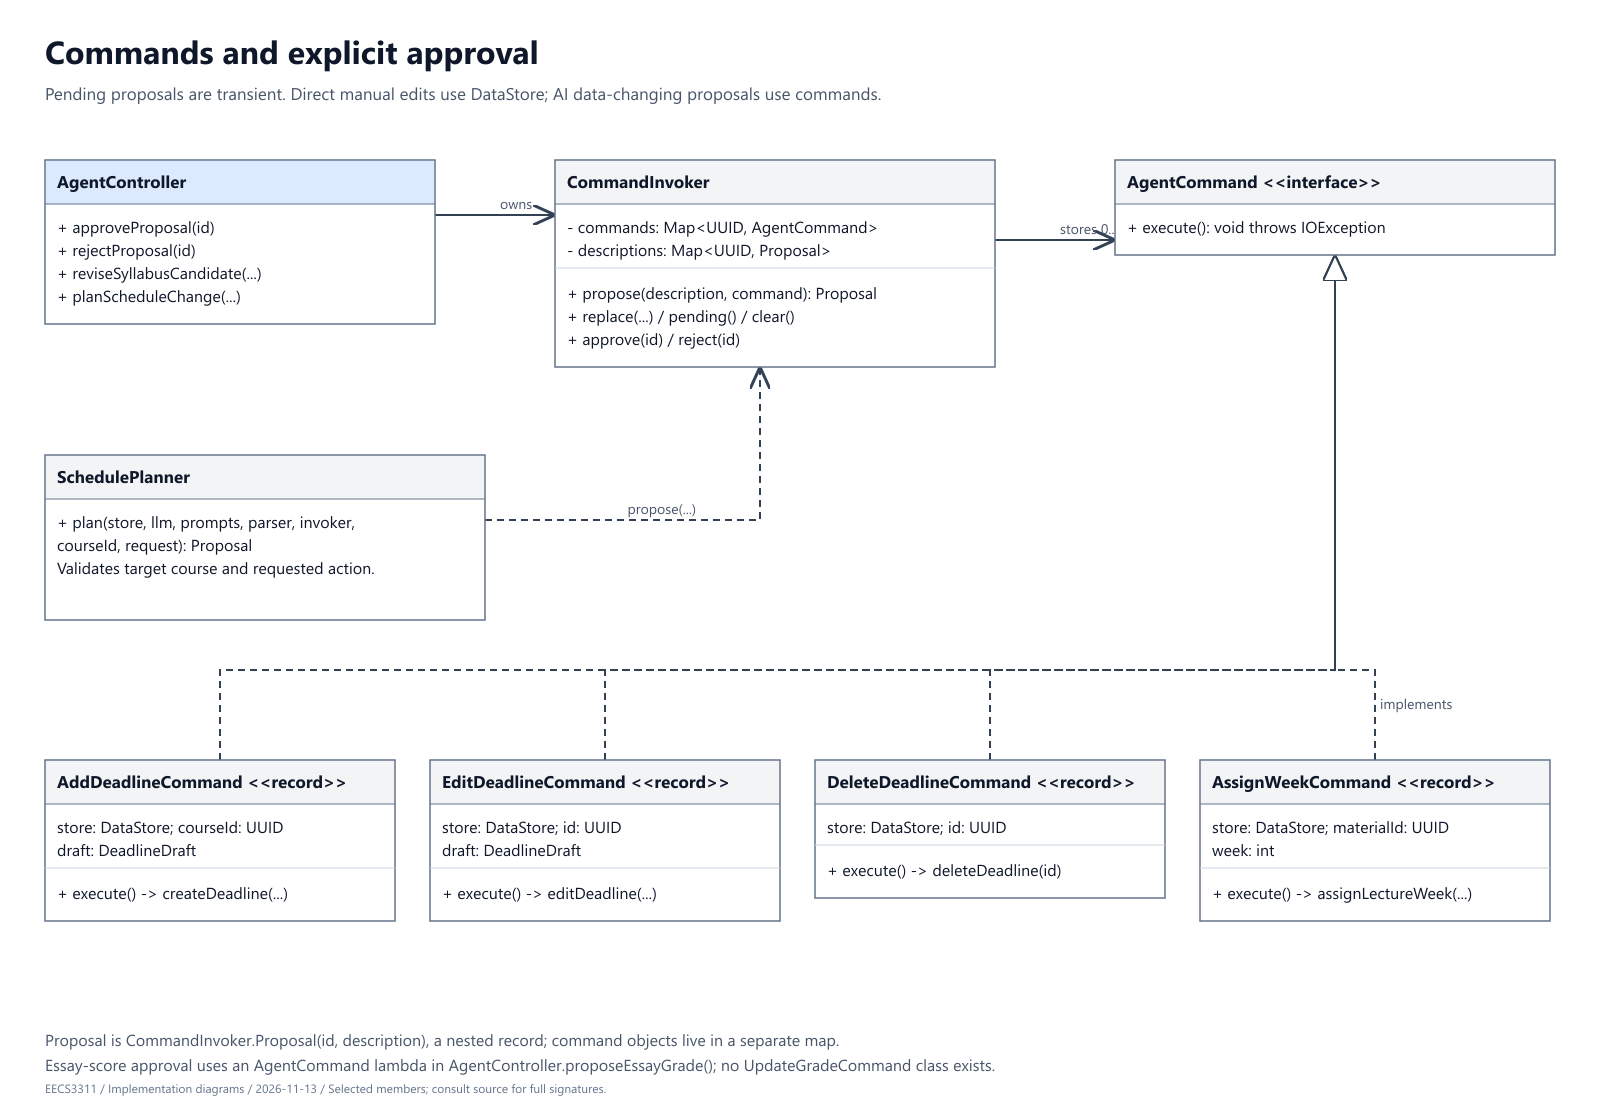 Commands and explicit approval
Pending proposals are transient. Direct manual edits use DataStore; AI data-changing proposals use commands.
AgentController
+ approveProposal(id)
+ rejectProposal(id)
+ reviseSyllabusCandidate(...)
+ planScheduleChange(...)
owns
CommandInvoker
- commands: Map<UUID, AgentCommand>
- descriptions: Map<UUID, Proposal>
+ propose(description, command): Proposal
+ replace(...) / pending() / clear()
+ approve(id) / reject(id)
stores 0..
AgentCommand <<interface>>
+ execute(): void throws IOException
SchedulePlanner
+ plan(store, llm, prompts, parser, invoker,
courseId, request): Proposal
Validates target course and requested action.
propose(...)
implements
AddDeadlineCommand <<record>>
store: DataStore; courseId: UUID
draft: DeadlineDraft
+ execute() -> createDeadline(...)
EditDeadlineCommand <<record>>
store: DataStore; id: UUID
draft: DeadlineDraft
+ execute() -> editDeadline(...)
DeleteDeadlineCommand <<record>>
store: DataStore; id: UUID
+ execute() -> deleteDeadline(id)
AssignWeekCommand <<record>>
store: DataStore; materialId: UUID
week: int
+ execute() -> assignLectureWeek(...)
Proposal is CommandInvoker.Proposal(id, description), a nested record; command objects live in a separate map.
Essay-score approval uses an AgentCommand lambda in AgentController.proposeEssayGrade(); no UpdateGradeCommand class exists.
EECS3311 / Implementation diagrams / 2026-11-13 / Selected members; consult source for full signatures.